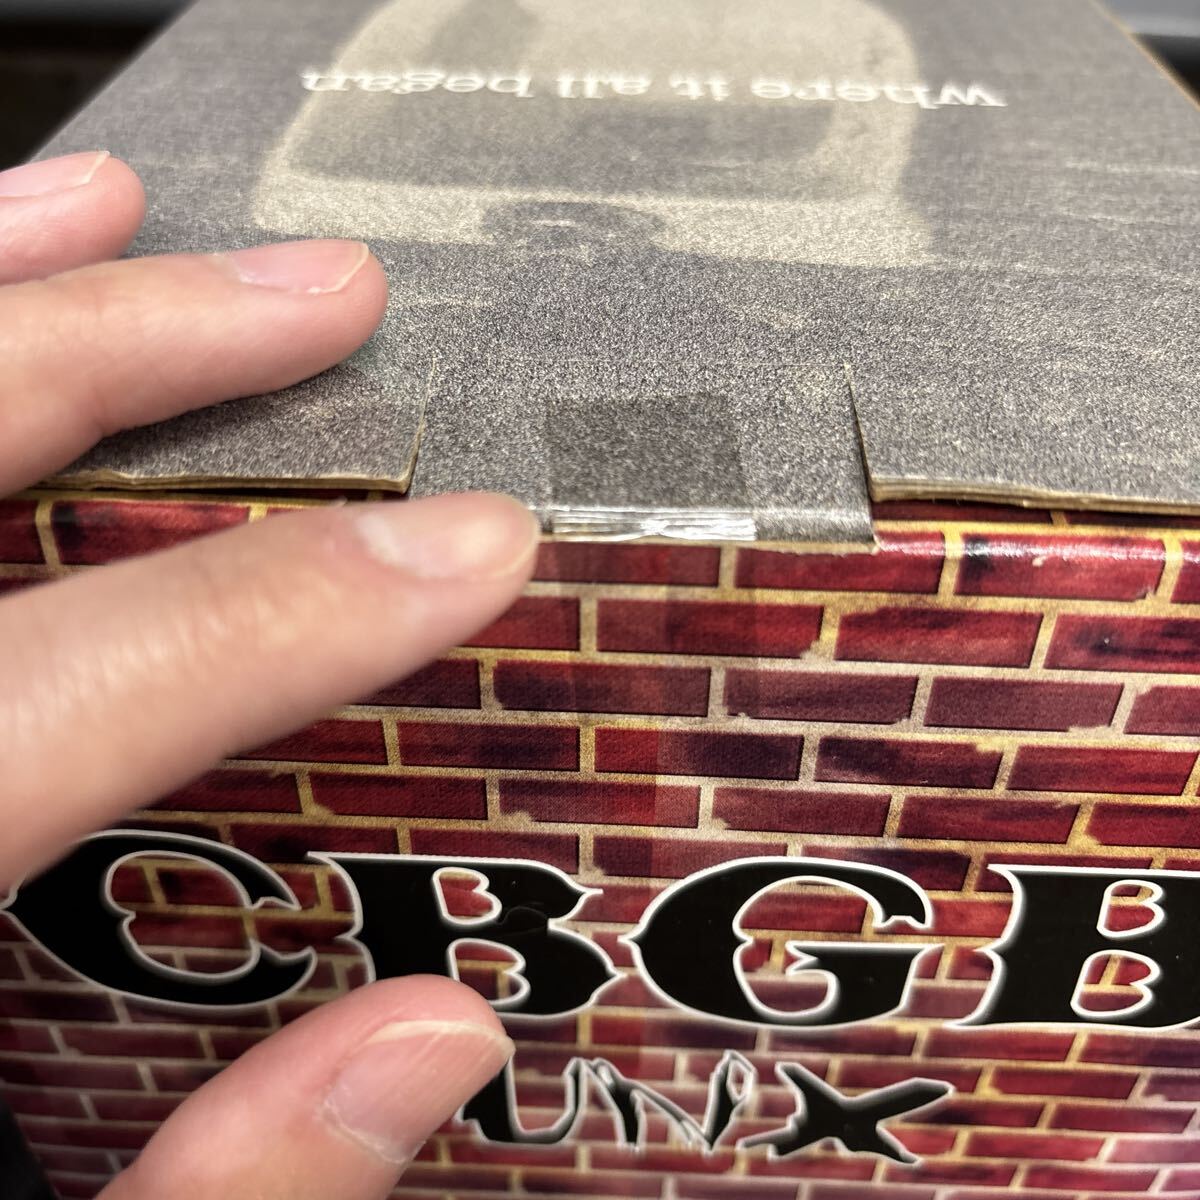 where it all began
CBGB
UNX